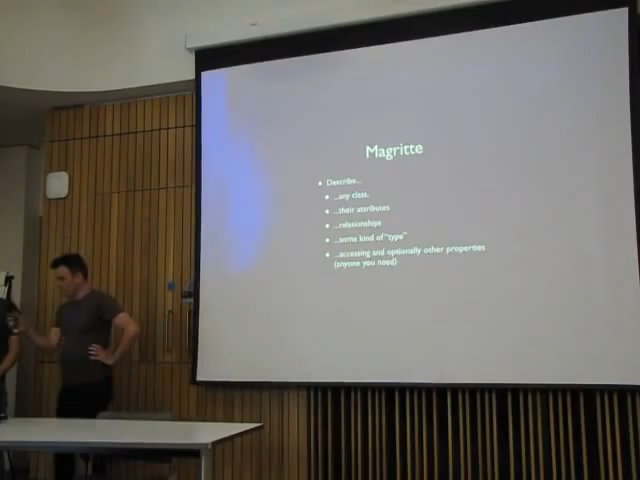 Magritte
Describe...
...any class,
...their attributes
...relationships
...some kind of "type"
...accessing and optionally other properties
(anyone you need)